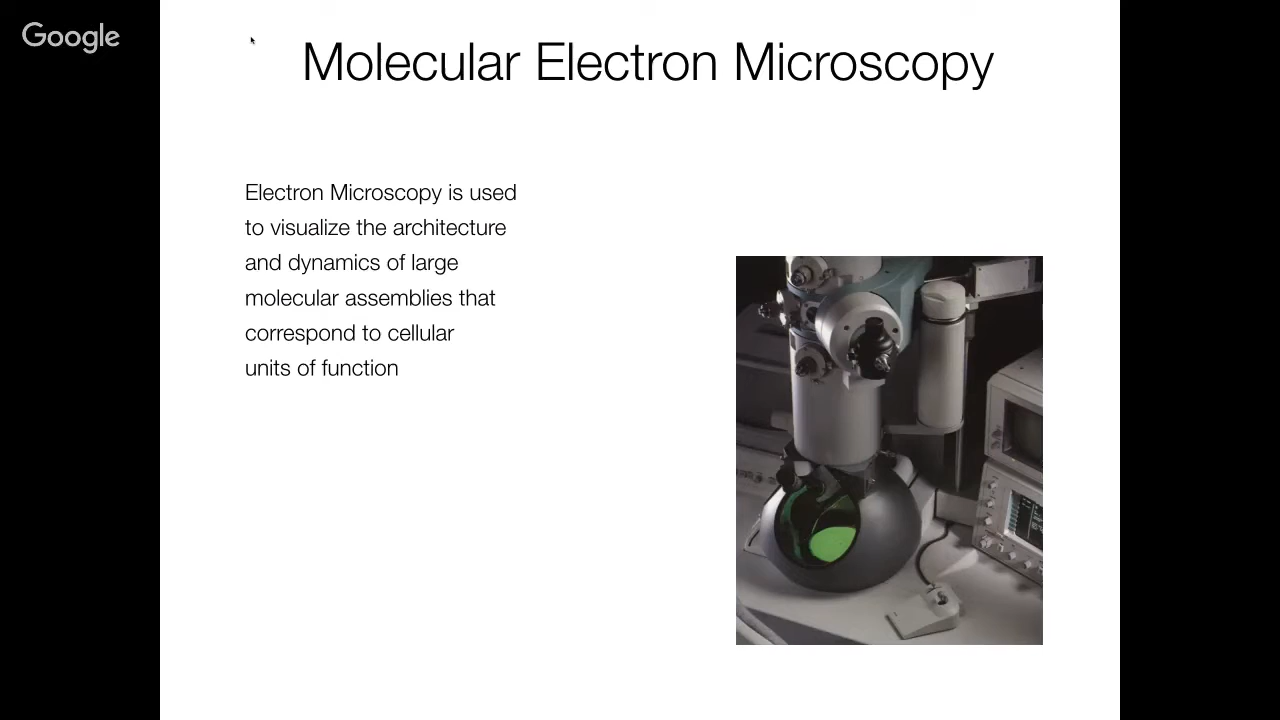 Google
Molecular Electron Microscopy
Electron Microscopy is used
to visualize the architecture
and dynamics of large
molecular assemblies that
correspond to cellular
units of function